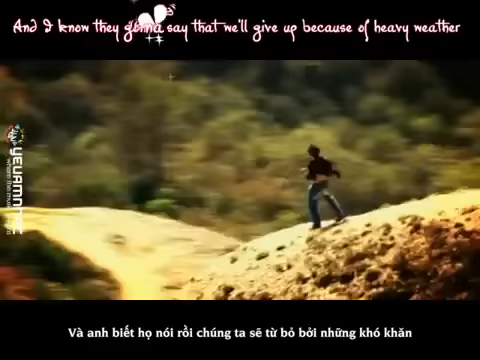 And I know they gonna say that we'll give up because of heavy weather
YEUAMNHAC
Và anh biết họ nói rồi chúng ta sẽ từ bỏ bởi những khó khăn